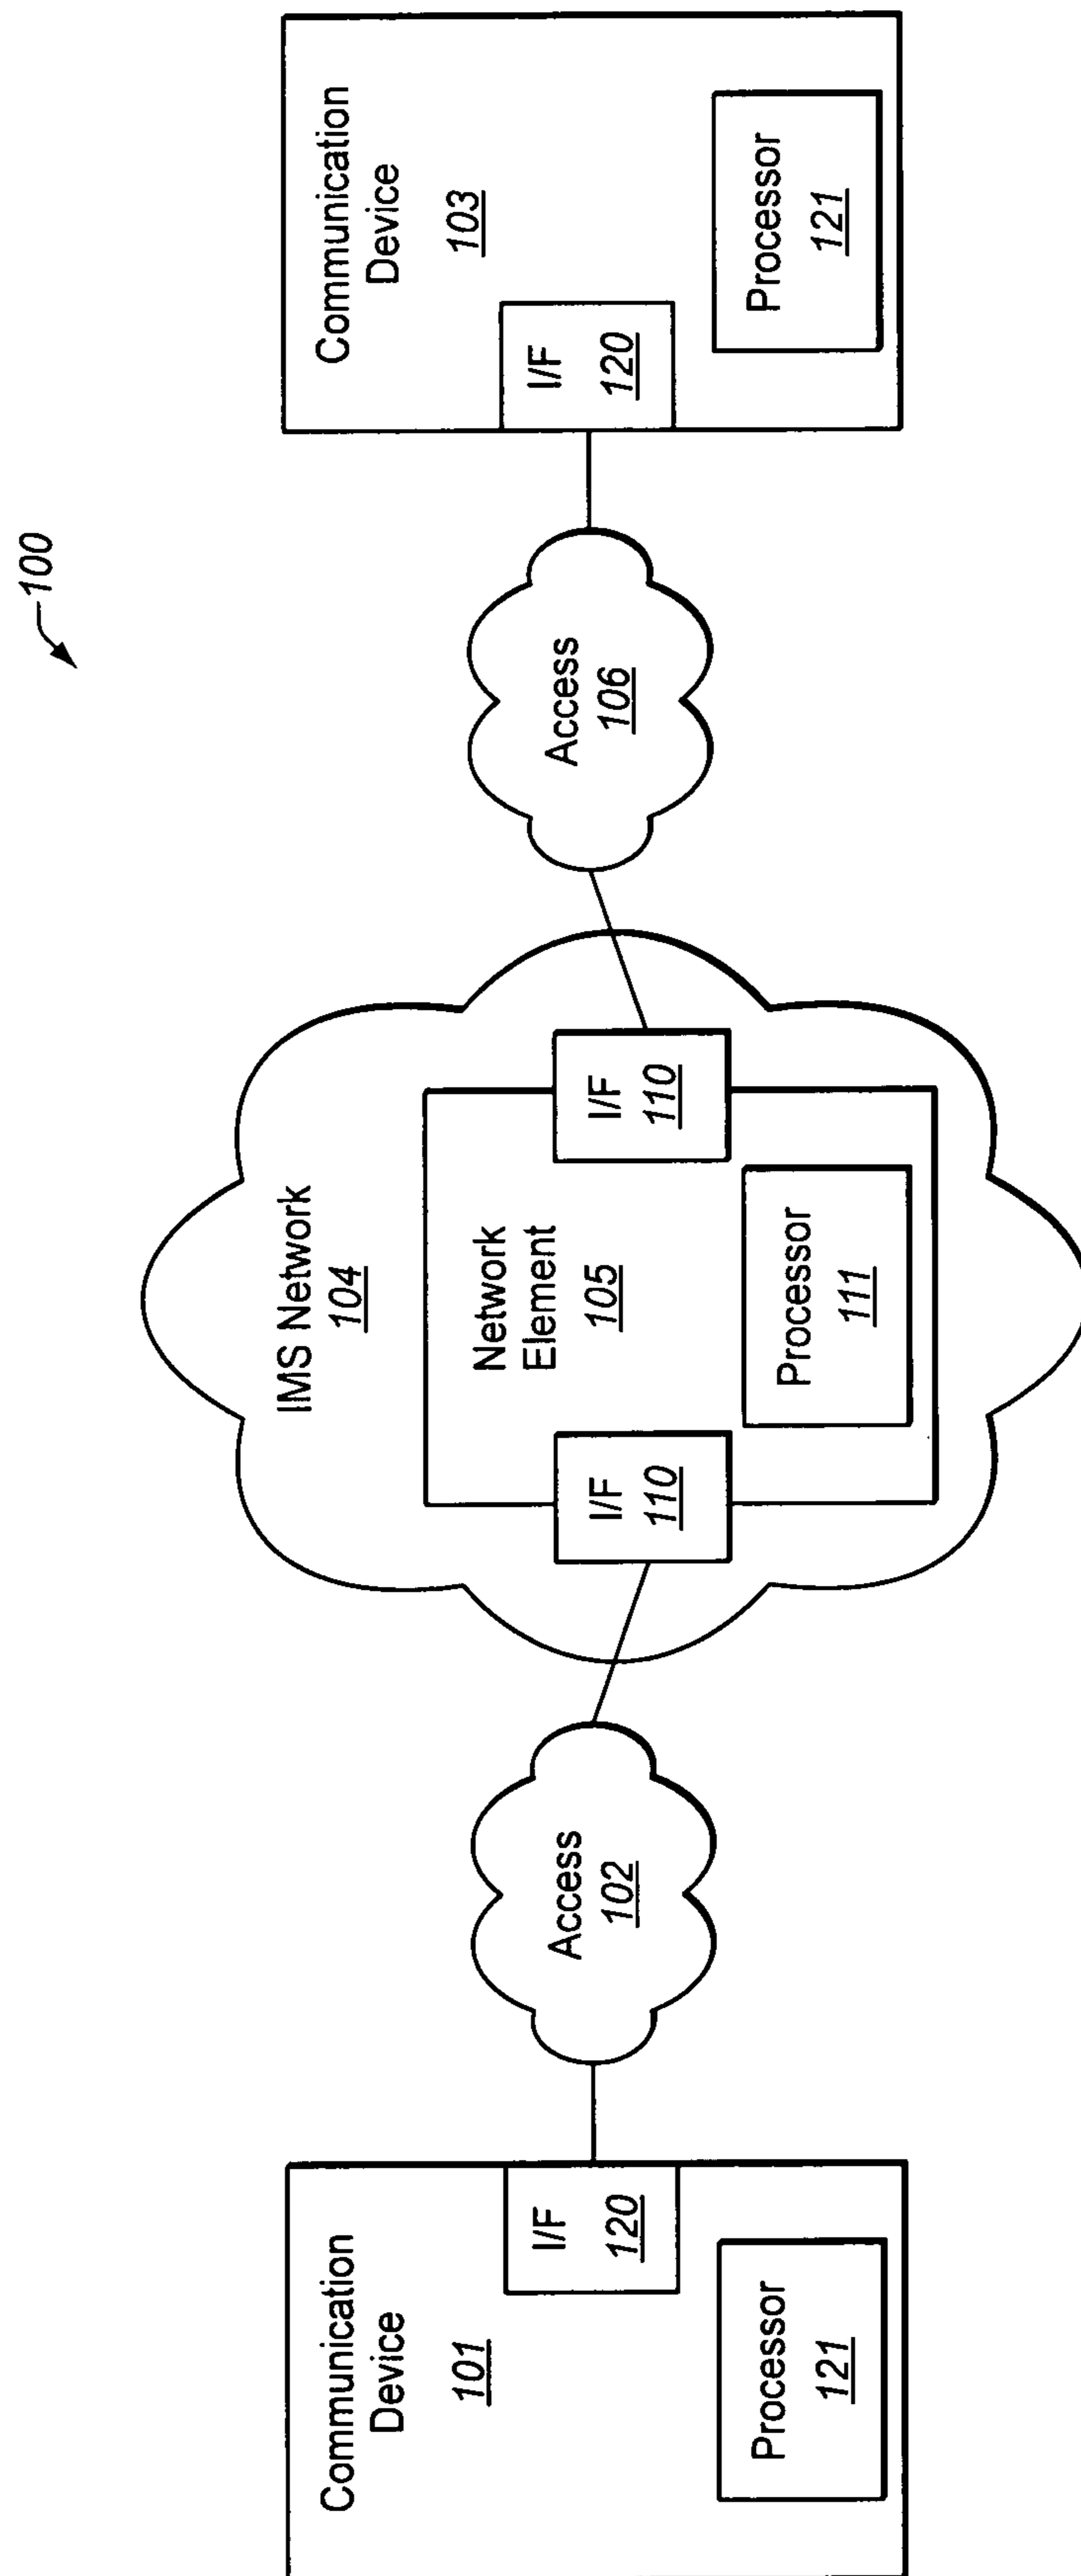 100
Communication
Device
101
I/F
120
Processor
121
Access
102
IMS Network
104
Network
Element
105
I/F
110
I/F
110
Processor
111
Access
106
Communication
Device
103
I/F
120
Processor
121